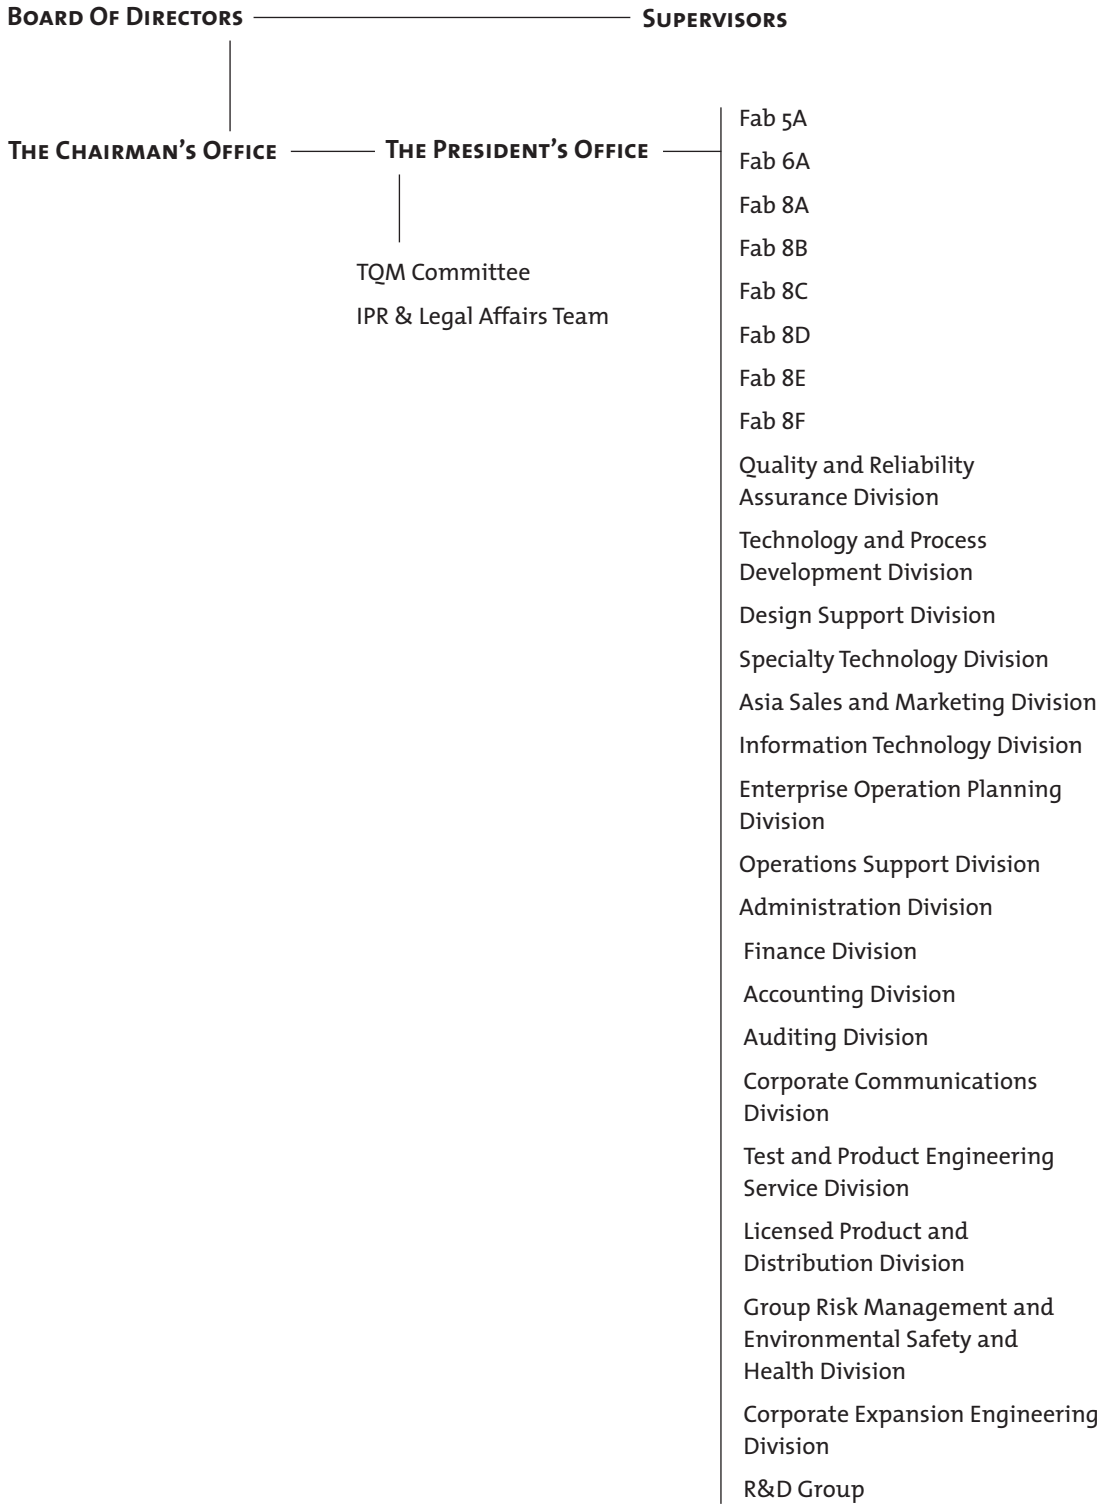 Board Of Directors
Supervisors
The Chairman’s Office
The President’s Office
TQM Committee
IPR & Legal Affairs Team
Fab 5A
Fab 6A
Fab 8A
Fab 8B
Fab 8C
Fab 8D
Fab 8E
Fab 8F
Quality and Reliability
Assurance Division
Technology and Process
Development Division
Design Support Division
Specialty Technology Division
Asia Sales and Marketing Division
Information Technology Division
Enterprise Operation Planning
Division
Operations Support Division
Administration Division
Finance Division
Accounting Division
Auditing Division
Corporate Communications
Division
Test and Product Engineering
Service Division
Licensed Product and
Distribution Division
Group Risk Management and
Environmental Safety and
Health Division
Corporate Expansion Engineering
Division
R&D Group